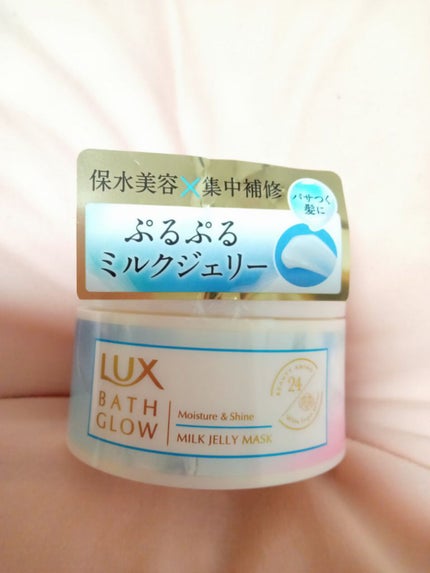 保水美容×集中補修
パサつく
髪に
ぷるぷる
ミルクジェリー
LUX
BATH
GLOW
Moisture & Shine
MILK JELLY MASK
24